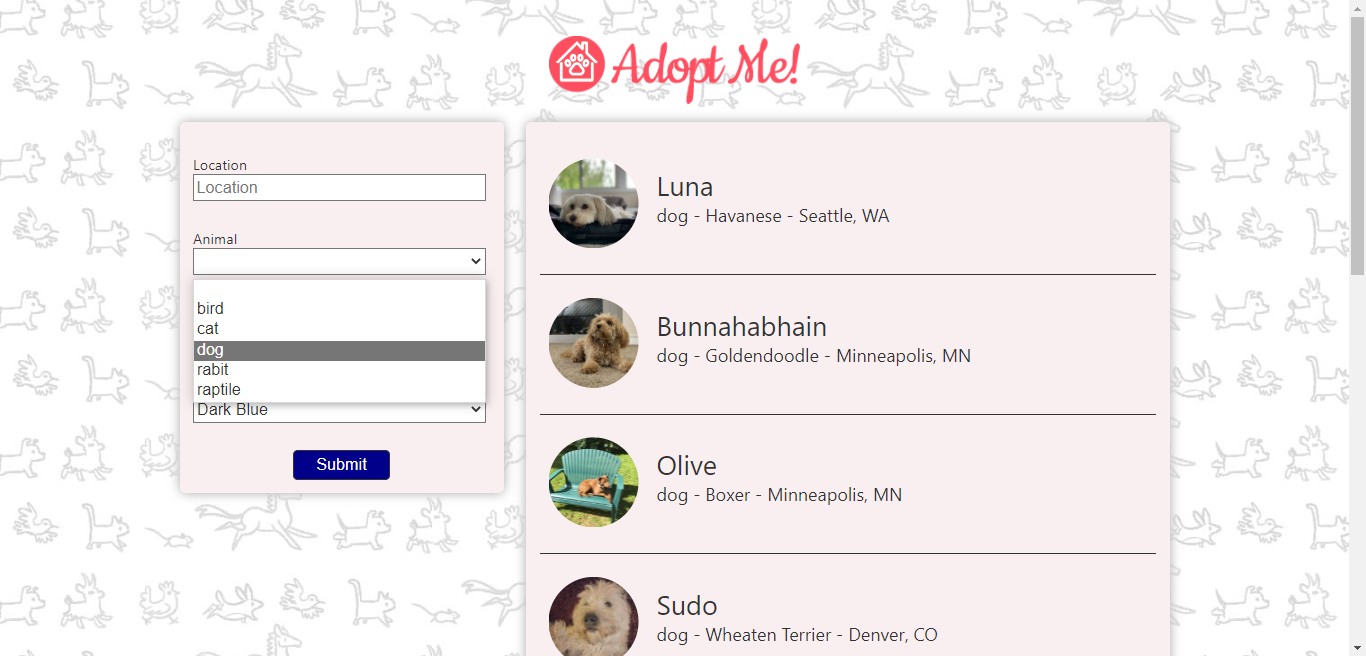 Adopt Me!
Location
Location
Animal
bird
cat
dog
rabit
raptile
Dark Blue
Submit
Luna
dog - Havanese - Seattle, WA
Bunnahabhain
dog - Goldendoodle - Minneapolis, MN
Olive
dog - Boxer - Minneapolis, MN
Sudo
dog - Wheaten Terrier - Denver, CO